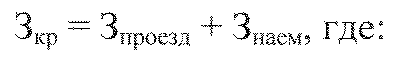 Зкр = Зпроезд + Знаем, где: